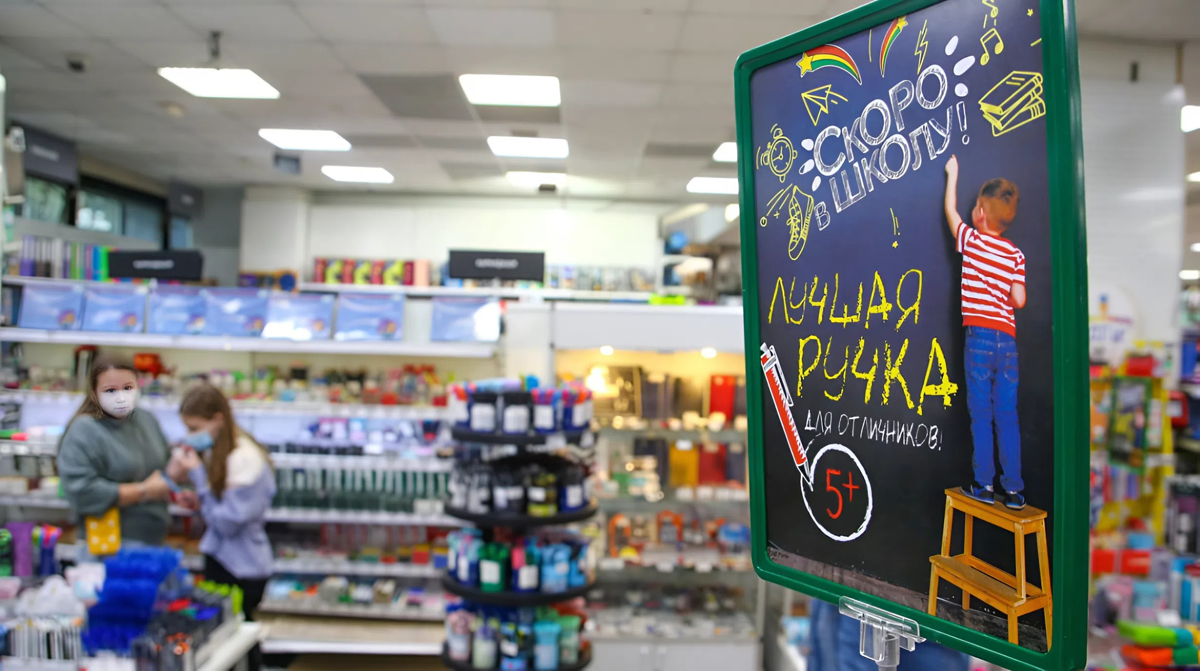 СКОРО
В ШКОЛУ!
ЛУЧШАЯ
РУЧКА
ДЛЯ ОТЛИЧНИКОВ!
5+